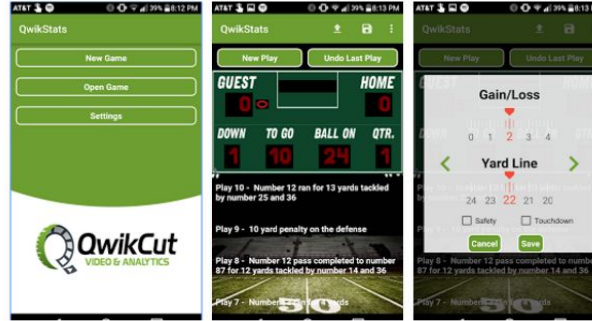 AT&T 39% 8:12 PM
QwikStats
New Game
Open Game
Settings
QwikCut
VIDEO & ANALYTICS
AT&T 39% 8:13 PM
QwikStats
New Play Undo Last Play
GUEST HOME
0 0
DOWN TO GO BALL ON QTR.
1 10 24 1
Play 10 - Number 12 ran for 13 yards tackled
by number 25 and 36
Play 9 - 10 yard penalty on the defense
Play 8 - Number 12 pass completed to number
87 for 12 yards tackled by number 14 and 36
Play 7 - Number
yards
50
AT&T 39% 8:13
QwikStats
New Play Undo Last Play
Gain/Loss
0 1 2 3 4
Yard Line
24 23 22 21 20
Safety Touchdown
Cancel Save
Play 8 - Number 12 pass completed to number
87 for 12 yards tackled by number 14 and 36
Play 7 - Number
yards
50